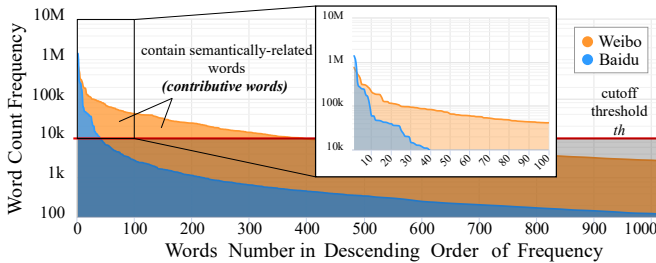 10M
100k
10k
1k
100
Word Count Frequency
contain semantically-related
words
(contributive words)
10M
1M
100k
10k
10 20 30 40 50 60 70 80 90 100
Weibo
Baidu
cutoff
threshold
th
0 100 200 300 400 500 600 700 800 900 1000
Words Number in Descending Order of Frequency